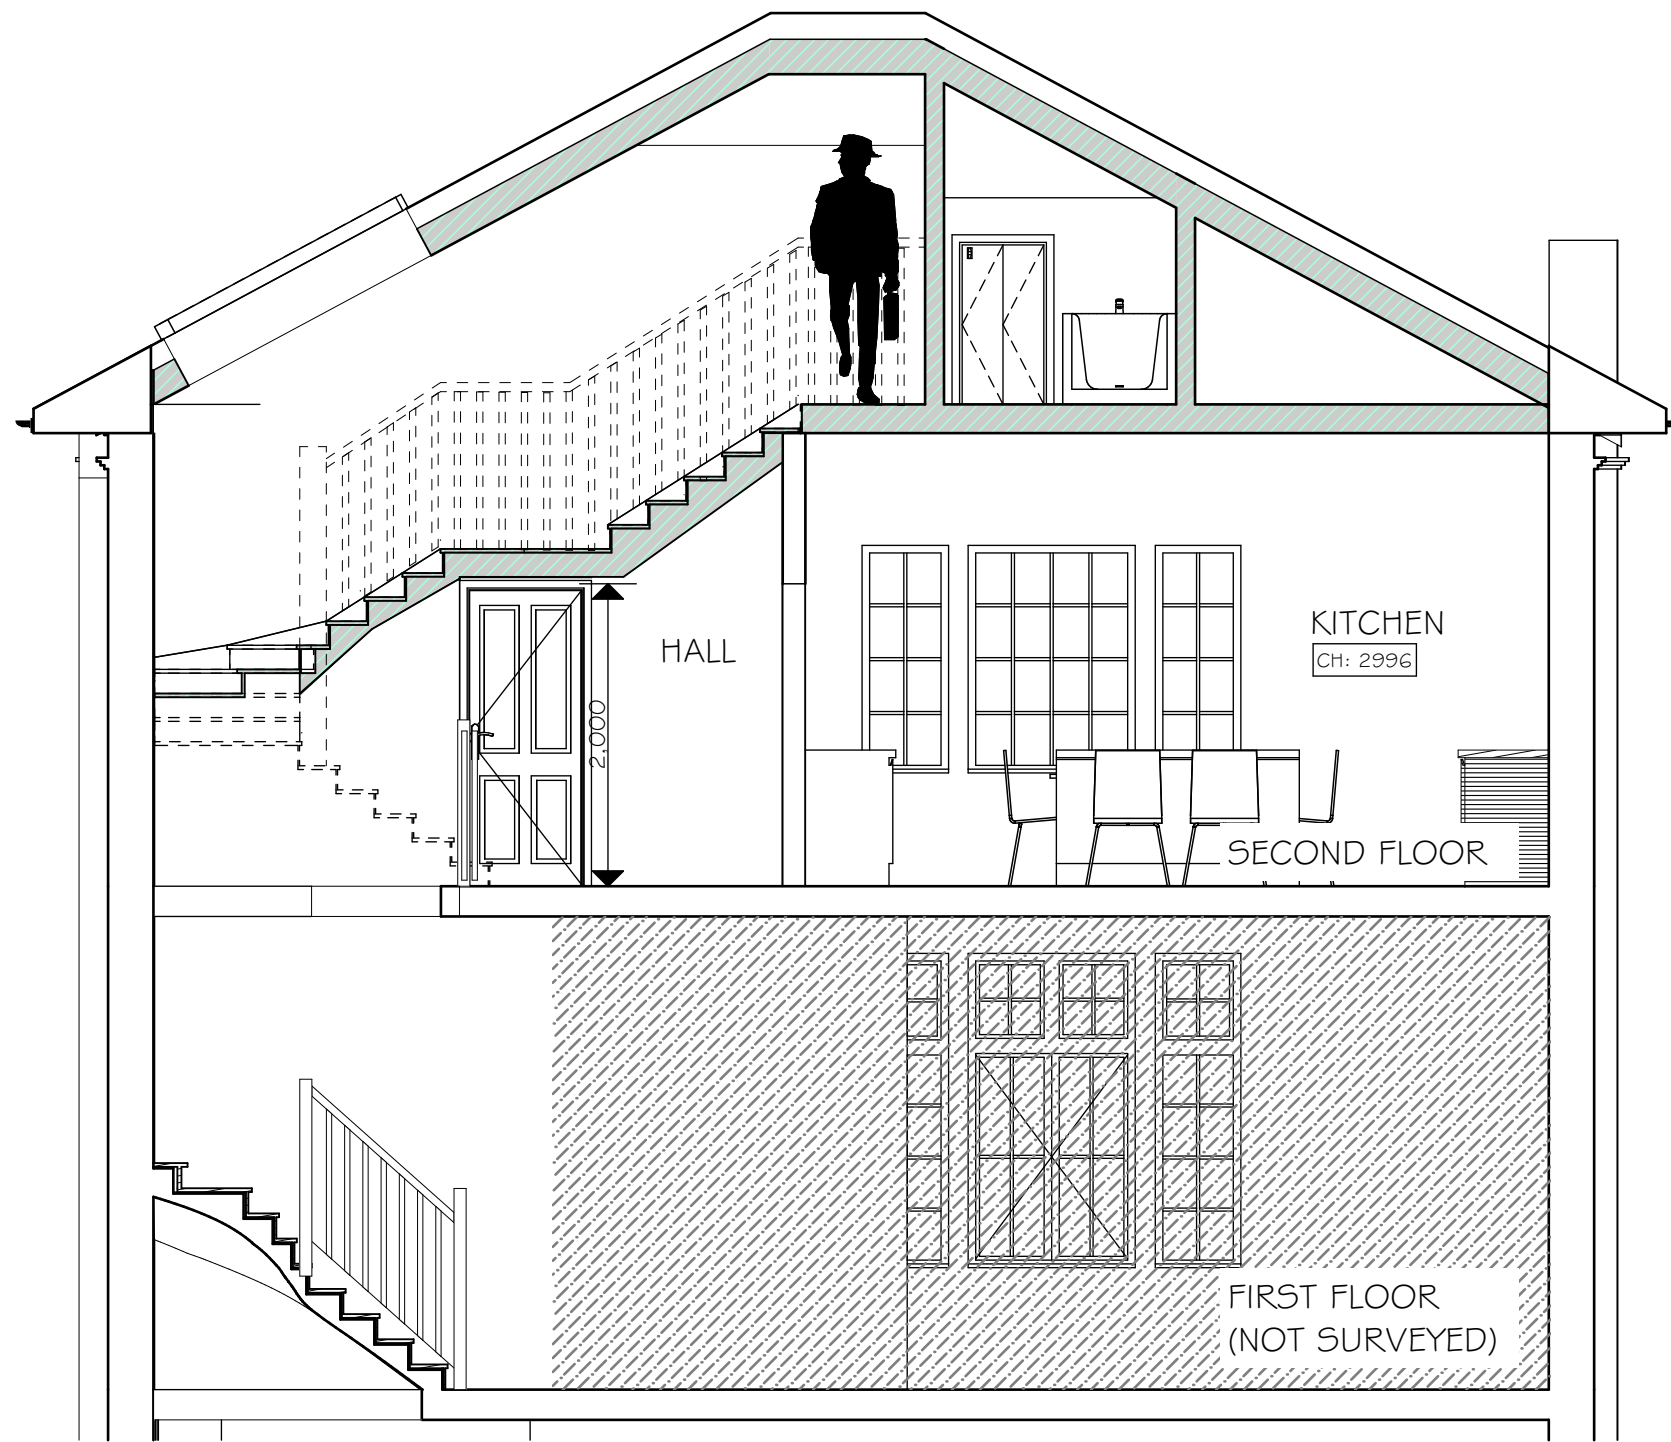 HALL
KITCHEN
CH: 2996
2,000
SECOND FLOOR
FIRST FLOOR
(NOT SURVEYED)